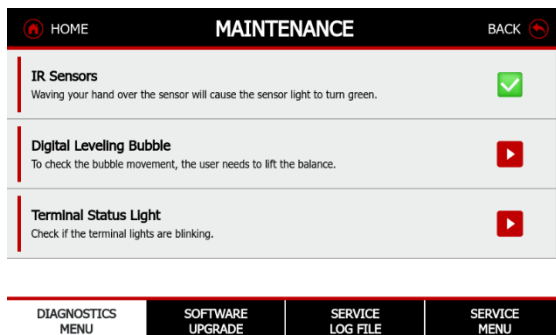 HOME
MAINTENANCE
BACK
IR Sensors
Waving your hand over the sensor will cause the sensor light to turn green.
Digital Leveling Bubble
To check the bubble movement, the user needs to lift the balance.
Terminal Status Light
Check if the terminal lights are blinking.
DIAGNOSTICS
MENU
SOFTWARE
UPGRADE
SERVICE
LOG FILE
SERVICE
MENU